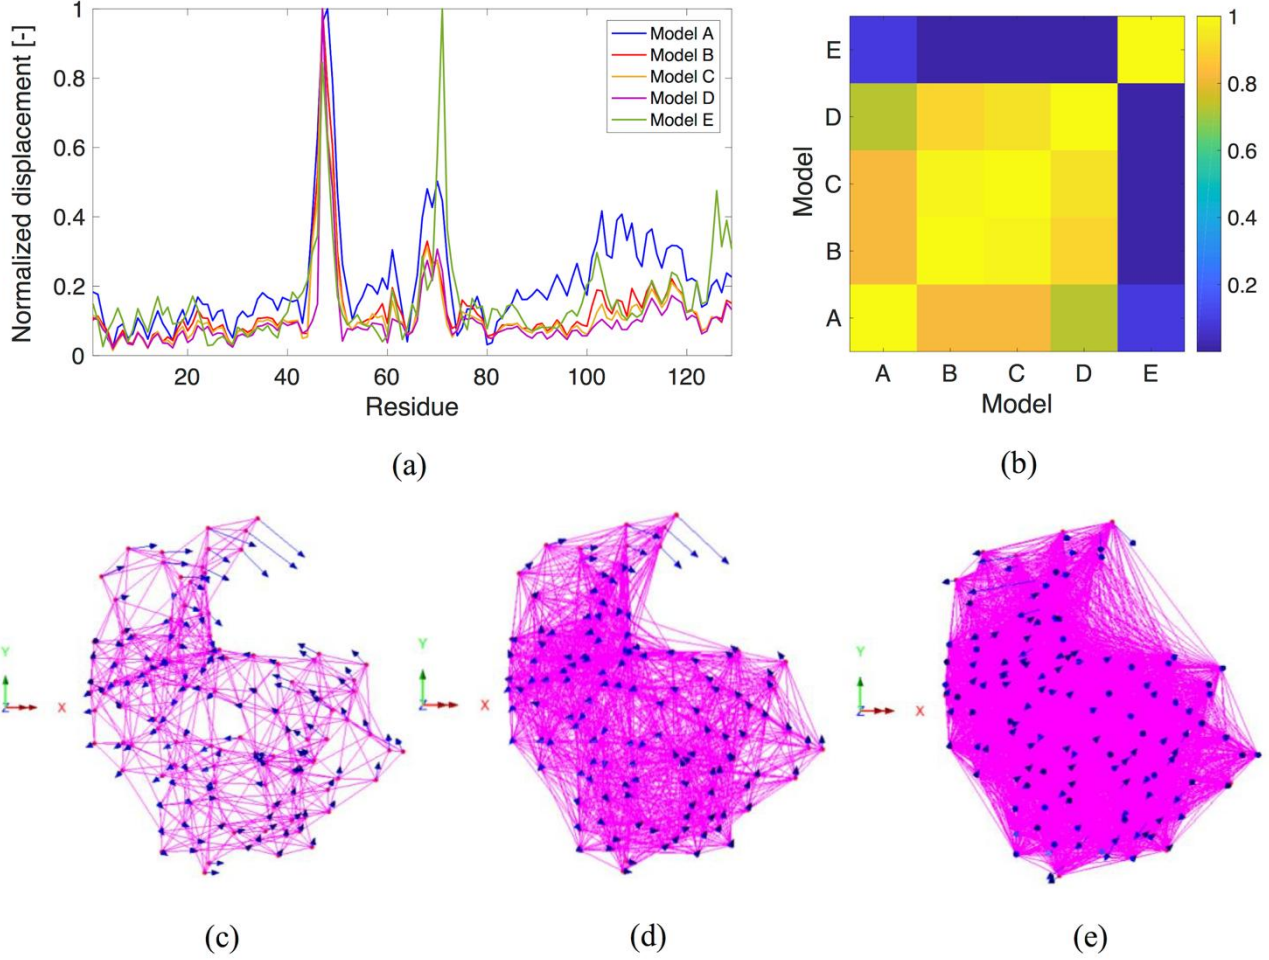 Normalized displacement [-]
1
0.8
0.6
0.4
0.2
0
20
40
60
80
100
120
Residue
Model A
Model B
Model C
Model D
Model E
(a)
Model
E
D
C
B
A
A
B
C
D
E
Model
1
0.8
0.6
0.4
0.2
(b)
Y
Z
X
(c)
Y
Z
X
(d)
Y
Z
X
(e)